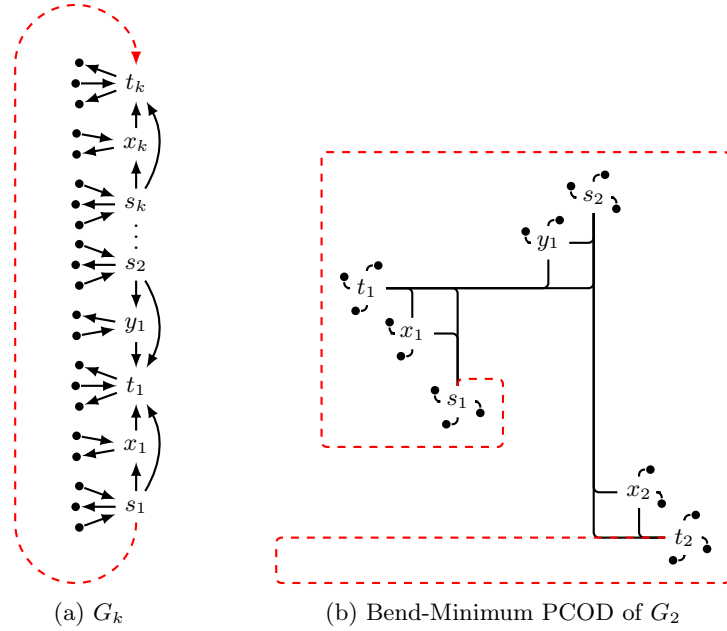 t_k
x_k
s_k
⋮
s_2
y_1
t_1
x_1
s_1
(a) G_k
s_2
y_1
t_1
x_1
s_1
x_2
t_2
(b) Bend-Minimum PCOD of G_2